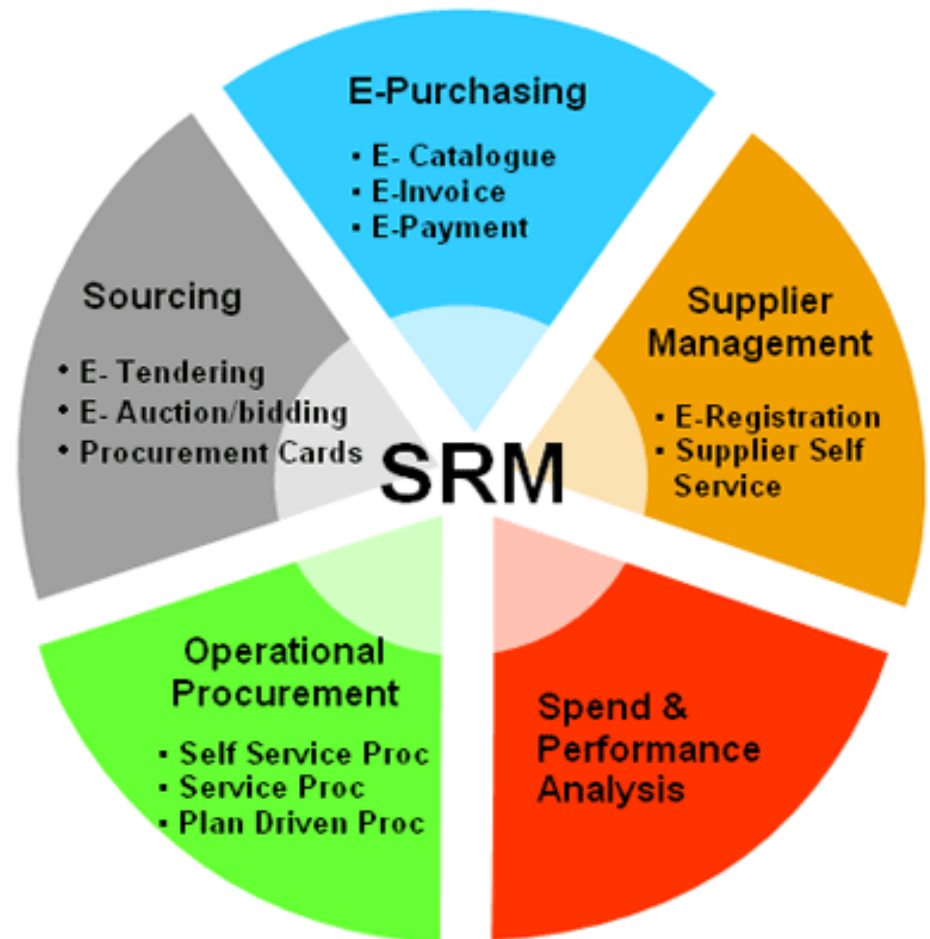 E-Purchasing
▪ E- Catalogue
▪ E-Invoice
▪ E-Payment
Supplier
Management
▪ E-Registration
▪ Supplier Self
Service
Spend &
Performance
Analysis
Operational
Procurement
▪ Self Service Proc
▪ Service Proc
▪ Plan Driven Proc
Sourcing
• E- Tendering
• E- Auction/bidding
• Procurement Cards
SRM